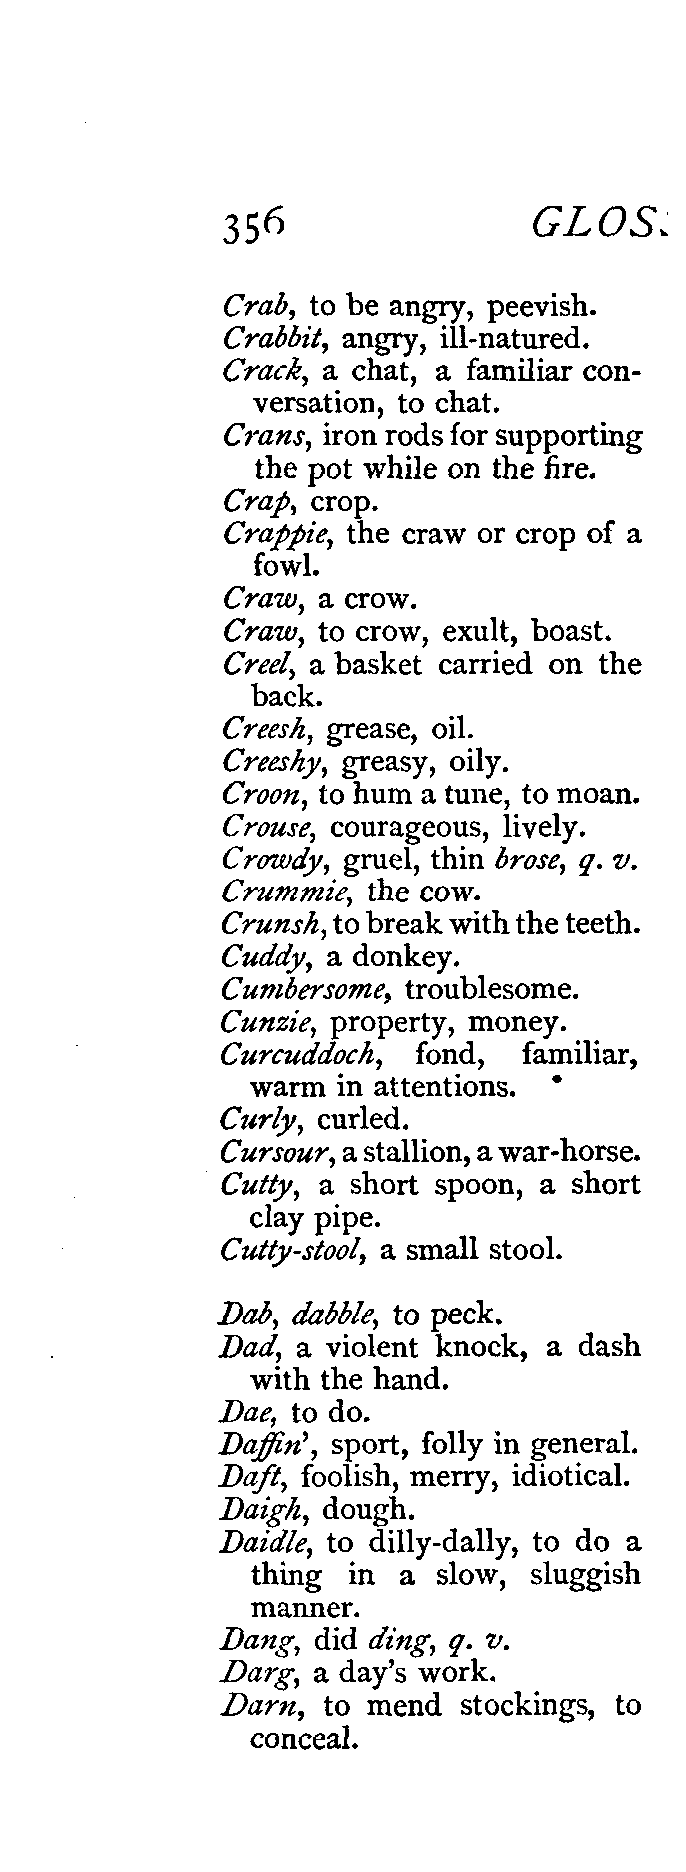 356 GLOS
Crab, to be angry, peevish.
Crabbit, angry, ill-natured.
Crack, a chat, a familiar con-
versation, to chat.
Crans, iron rods for supporting
the pot while on the fire.
Crap, crop.
Crappie, the craw or crop of a
fowl.
Craw, a crow.
Craw, to crow, exult, boast.
Creel, a basket carried on the
back.
Creesh, grease, oil.
Creeshy, greasy, oily.
Croon, to hum a tune, to moan.
Crouse, courageous, lively.
Crowdy, gruel, thin brose, q. v.
Crummie, the cow.
Crunsh, to break with the teeth.
Cuddy, a donkey.
Cumbersome, troublesome.
Cunzie, property, money.
Curcuddoch, fond, familiar,
warm in attentions.
Curly, curled.
Cursour, a stallion, a war-horse.
Cutty, a short spoon, a short
clay pipe.
Cutty-stool, a small stool.
Dab, dabble, to peck.
Dad, a violent knock, a dash
with the hand.
Dae, to do.
Daffin', sport, folly in general.
Daft, foolish, merry, idiotical.
Daigh, dough.
Daidle, to dilly-dally, to do a
thing in a slow, sluggish
manner.
Dang, did ding, q. v.
Darg, a day's work.
Darn, to mend stockings, to
conceal.